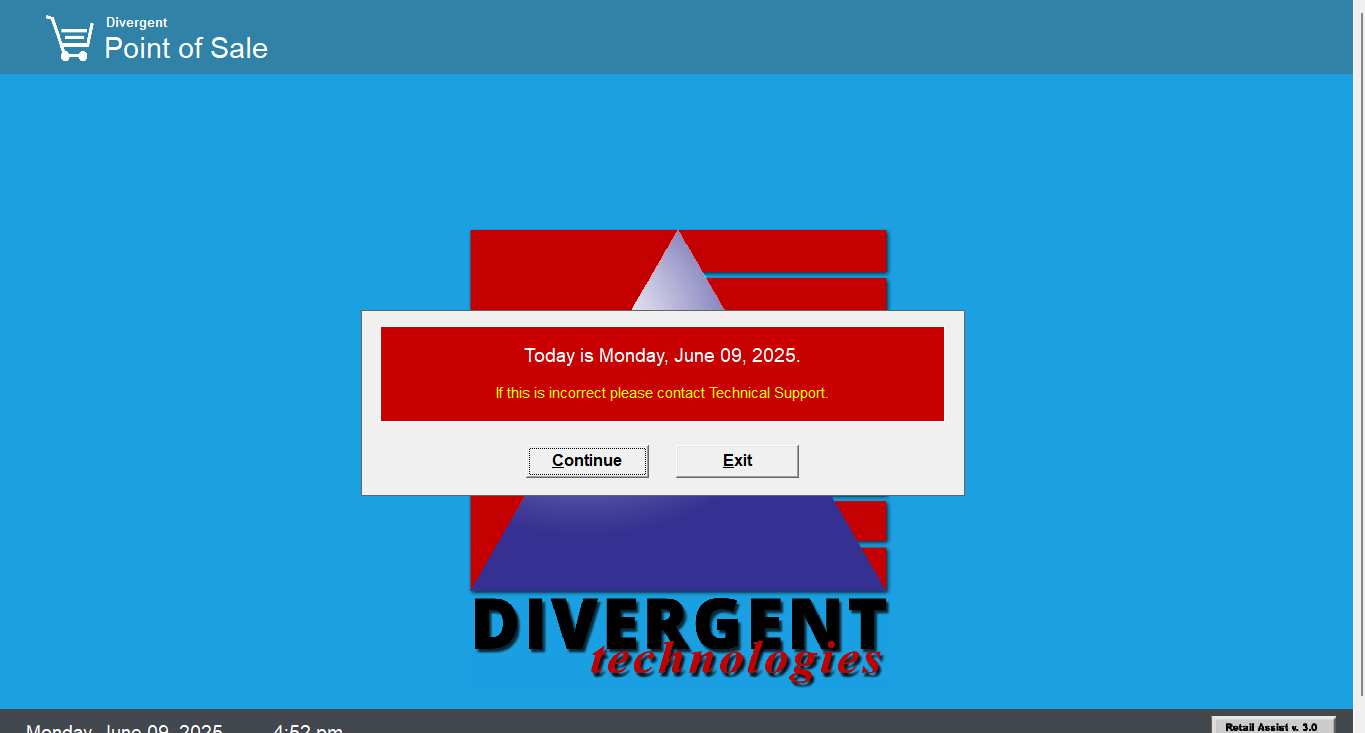 Divergent
Point of Sale
Today is Monday, June 09, 2025.
If this is incorrect please contact Technical Support.
Continue
Exit
DIVERGENT
technologies
Monday, June 09, 2025
4:52 pm
Retail Assist v. 3.0